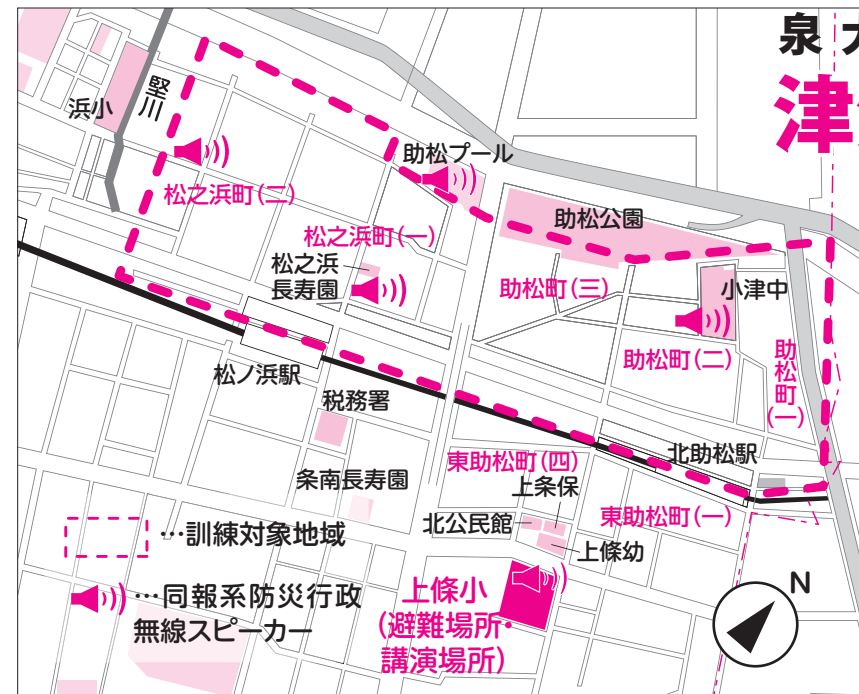 泉
津
浜小
堅川
助松プール
松之浜町(二)
松之浜町(一)
助松公園
松之浜
長寿園
助松町(三)
小津中
助松町(二)
助松町(一)
松ノ浜駅
税務署
北助松駅
東助松町(四)
上条保
条南長寿園
北公民館
東助松町(一)
上條幼
…訓練対象地域
…同報系防災行政
無線スピーカー
上條小
(避難場所・
講演場所)
N